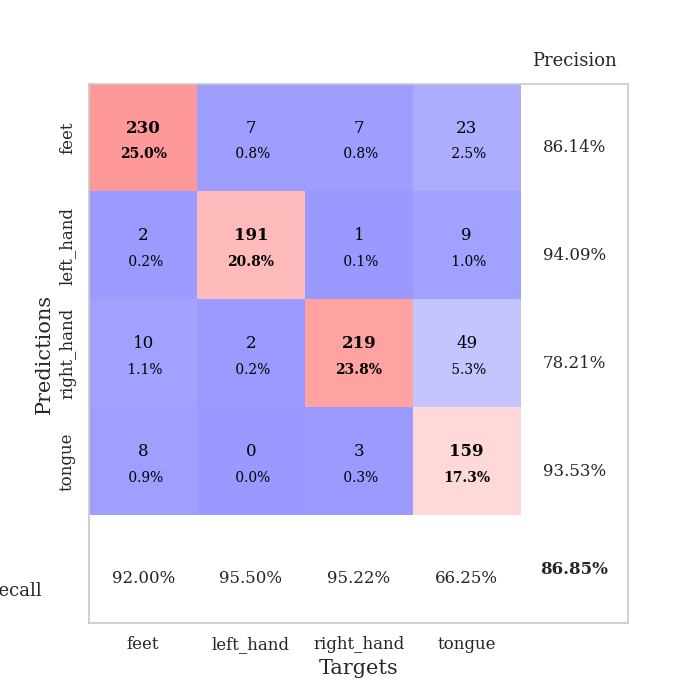 Precision
feet 230 7 7 23 86.14%
25.0% 0.8% 0.8% 2.5%
left_hand 2 191 1 9 94.09%
0.2% 20.8% 0.1% 1.0%
Predictions
right_hand 10 2 219 49 78.21%
1.1% 0.2% 23.8% 5.3%
tongue 8 0 3 159 93.53%
0.9% 0.0% 0.3% 17.3%
ecall 92.00% 95.50% 95.22% 66.25% 86.85%
feet left_hand right_hand tongue
Targets